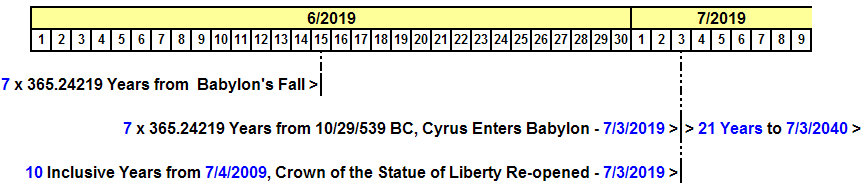 6/2019 7/2019
1 2 3 4 5 6 7 8 9 10 11 12 13 14 15 16 17 18 19 20 21 22 23 24 25 26 27 28 29 30 1 2 3 4 5 6 7 8 9
7 x 365.24219 Years from Babylon's Fall >
7 x 365.24219 Years from 10/29/539 BC, Cyrus Enters Babylon - 7/3/2019 > > 21 Years to 7/3/2040 >
10 Inclusive Years from 7/4/2009, Crown of the Statue of Liberty Re-opened - 7/3/2019 >